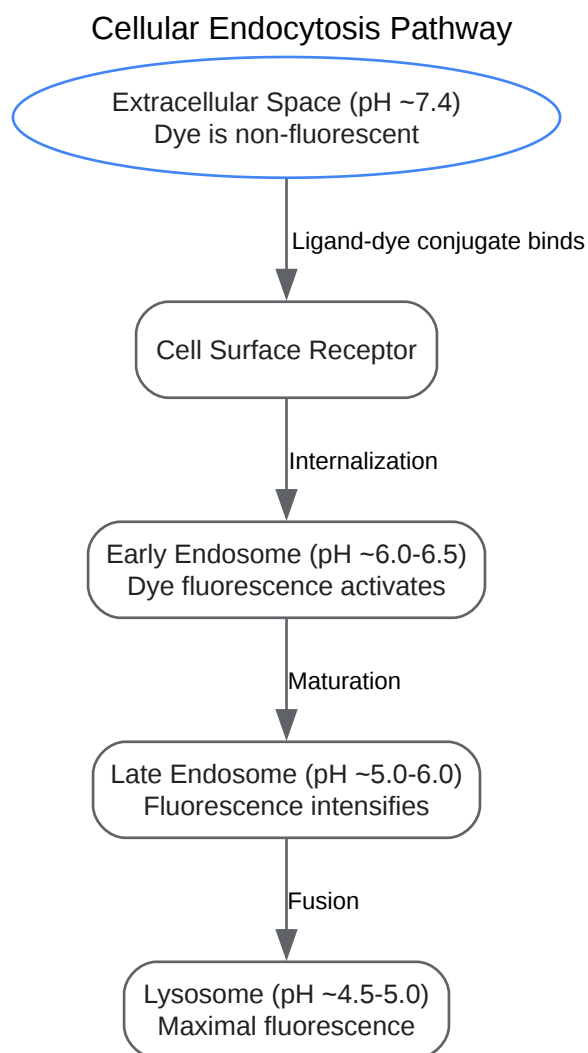 Cellular Endocytosis Pathway
Extracellular Space (pH ~7.4)
Dye is non-fluorescent
Ligand-dye conjugate binds
Cell Surface Receptor
Internalization
Early Endosome (pH ~6.0-6.5)
Dye fluorescence activates
Maturation
Late Endosome (pH ~5.0-6.0)
Fluorescence intensifies
Fusion
Lysosome (pH ~4.5-5.0)
Maximal fluorescence